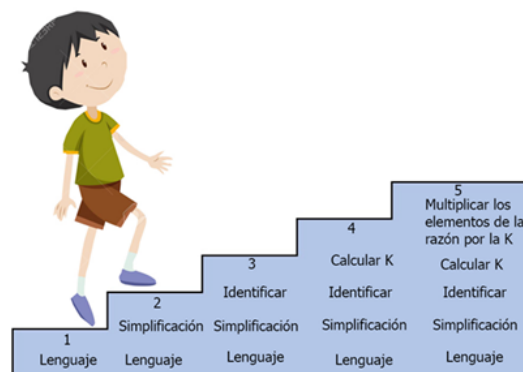 1
Lenguaje
2
Simplificación
Lenguaje
3
Identificar
Simplificación
Lenguaje
4
Calcular K
Identificar
Simplificación
Lenguaje
5
Multiplicar los
elementos de la
razón por la K
Calcular K
Identificar
Simplificación
Lenguaje